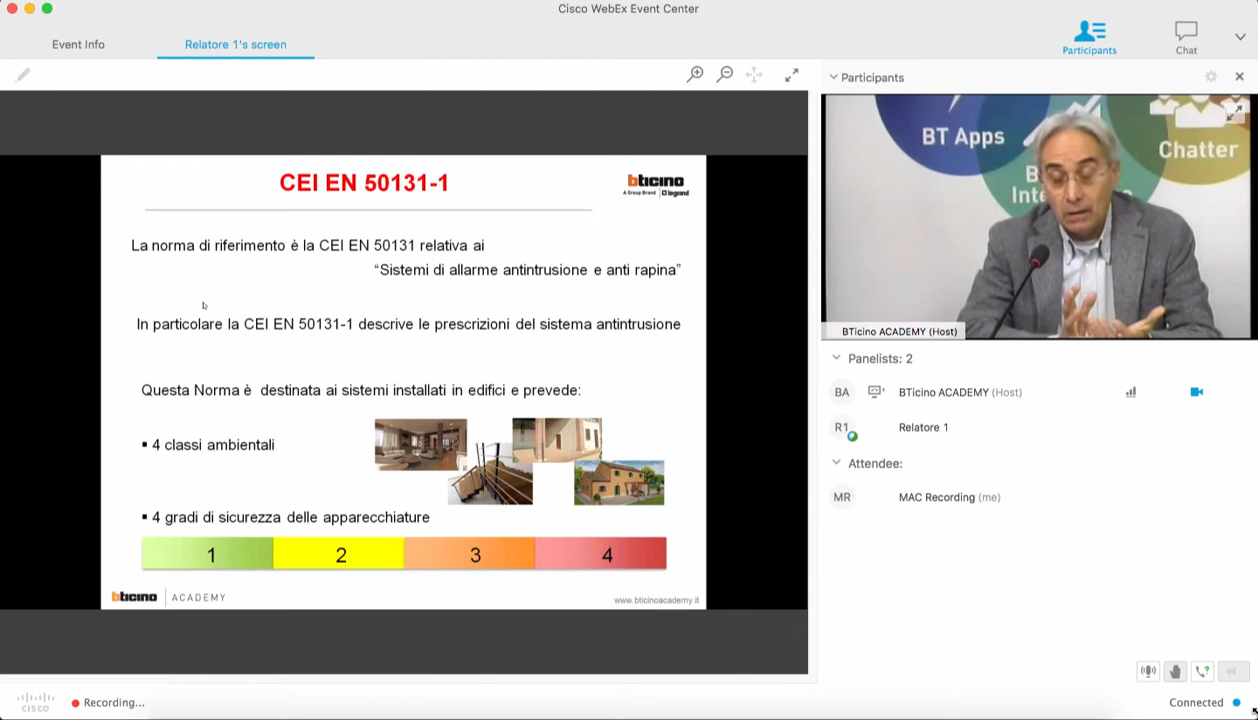 Cisco WebEx Event Center
Event Info
Relatore 1's screen
Participants
Chat
Participants
CEI EN 50131-1
bticino
A Group Brand | legrand
La norma di riferimento è la CEI EN 50131 relativa ai
“Sistemi di allarme antintrusione e anti rapina”
In particolare la CEI EN 50131-1 descrive le prescrizioni del sistema antintrusione
Questa Norma è destinata ai sistemi installati in edifici e prevede:
▪ 4 classi ambientali
▪ 4 gradi di sicurezza delle apparecchiature
1 2 3 4
bticino | ACADEMY
www.bticinoacademy.it
BT Apps
Chatter
Inte
BTicino ACADEMY (Host)
Panelists: 2
BA BTicino ACADEMY (Host)
R1 Relatore 1
Attendee:
MR MAC Recording (me)
CISCO
Recording...
Connected